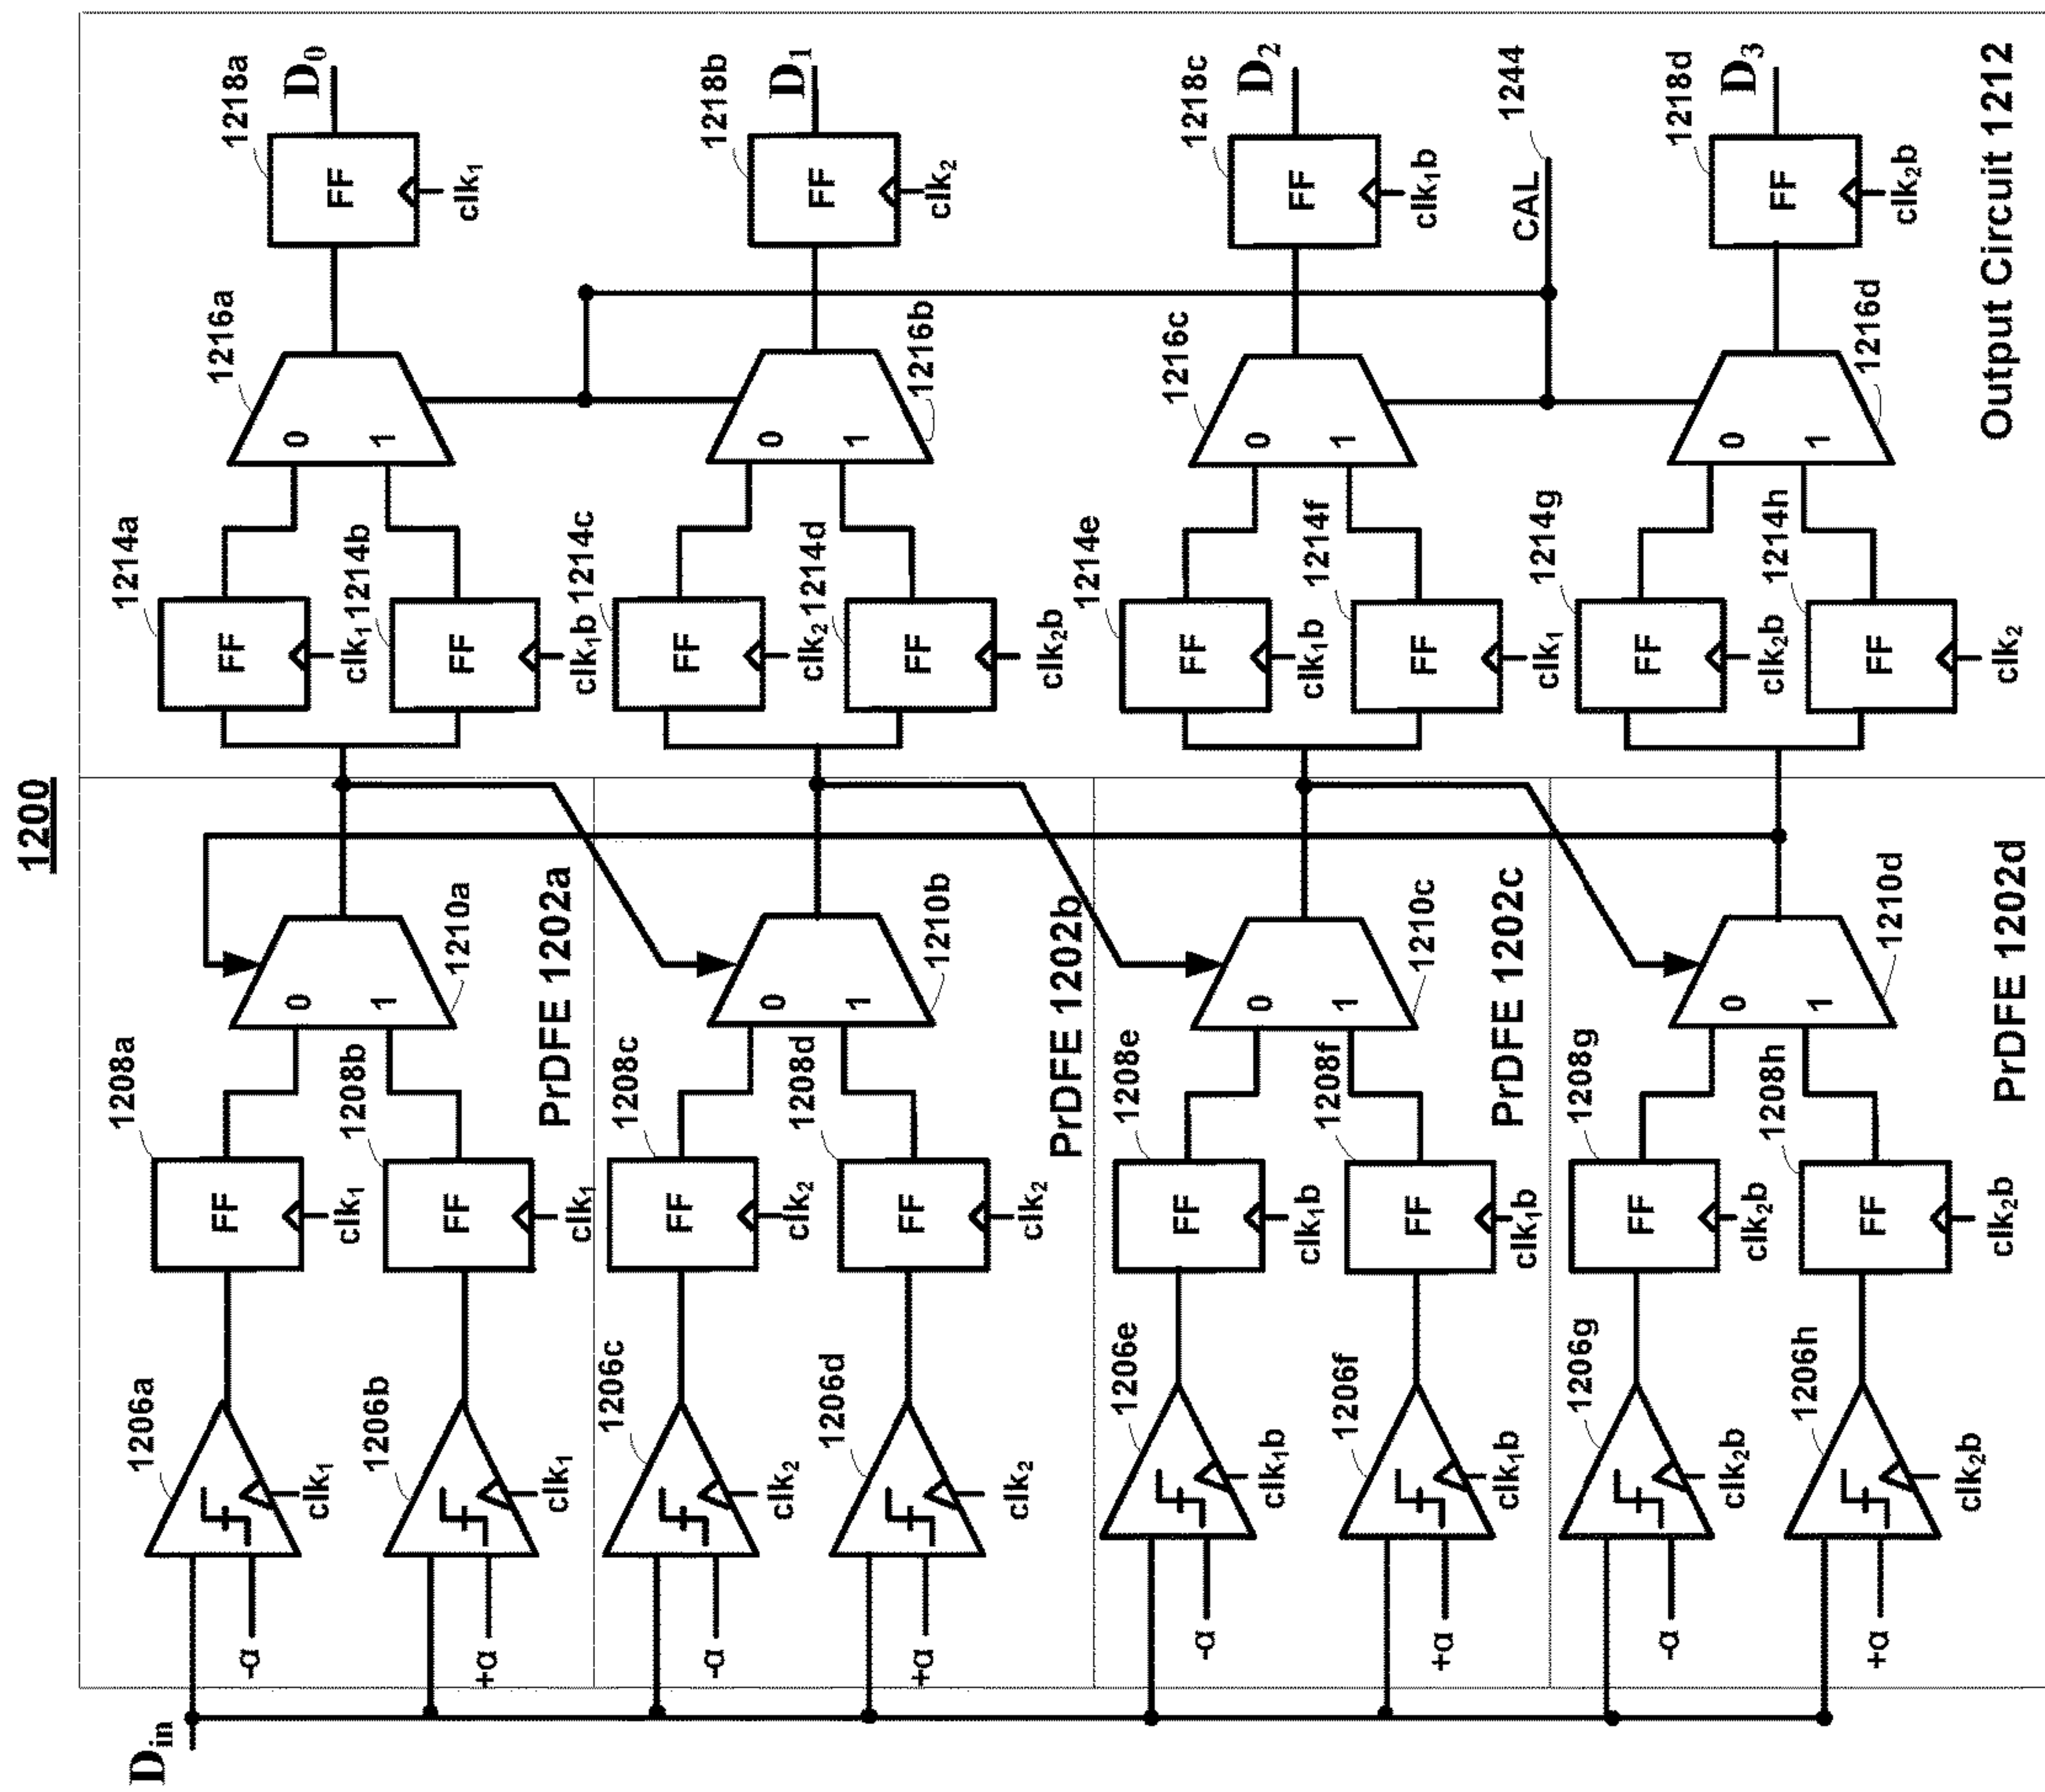 1200
D₀
D₁
D₂
D₃
1218a
1218b
1218c
1244
1218d
FF
clk₁
FF
clk₂
FF
clk₁b
CAL
FF
clk₂b
Output Circuit 1212
1216a
1216b
1216c
1216d
0
1
0
1
0
1
0
1
1214a
1214b
1214c
1214d
1214e
1214f
1214g
1214h
FF
clk₁
FF
clk₁b
FF
clk₂
FF
clk₂b
FF
clk₁b
FF
clk₁
FF
clk₂b
FF
clk₂
1210a
PrDFE 1202a
1210b
PrDFE 1202b
1210c
PrDFE 1202c
1210d
PrDFE 1202d
0
1
0
1
0
1
0
1
1208a
1208b
1208c
1208d
1208e
1208f
1208g
1208h
FF
clk₁
FF
clk₁
FF
clk₂
FF
clk₂
FF
clk₁b
FF
clk₁b
FF
clk₂b
FF
clk₂b
1206a
1206b
1206c
1206d
1206e
1206f
1206g
1206h
clk₁
clk₁
clk₂
clk₂
clk₁b
clk₁b
clk₂b
clk₂b
-α
+α
-α
+α
-α
+α
-α
+α
Dᵢₙ